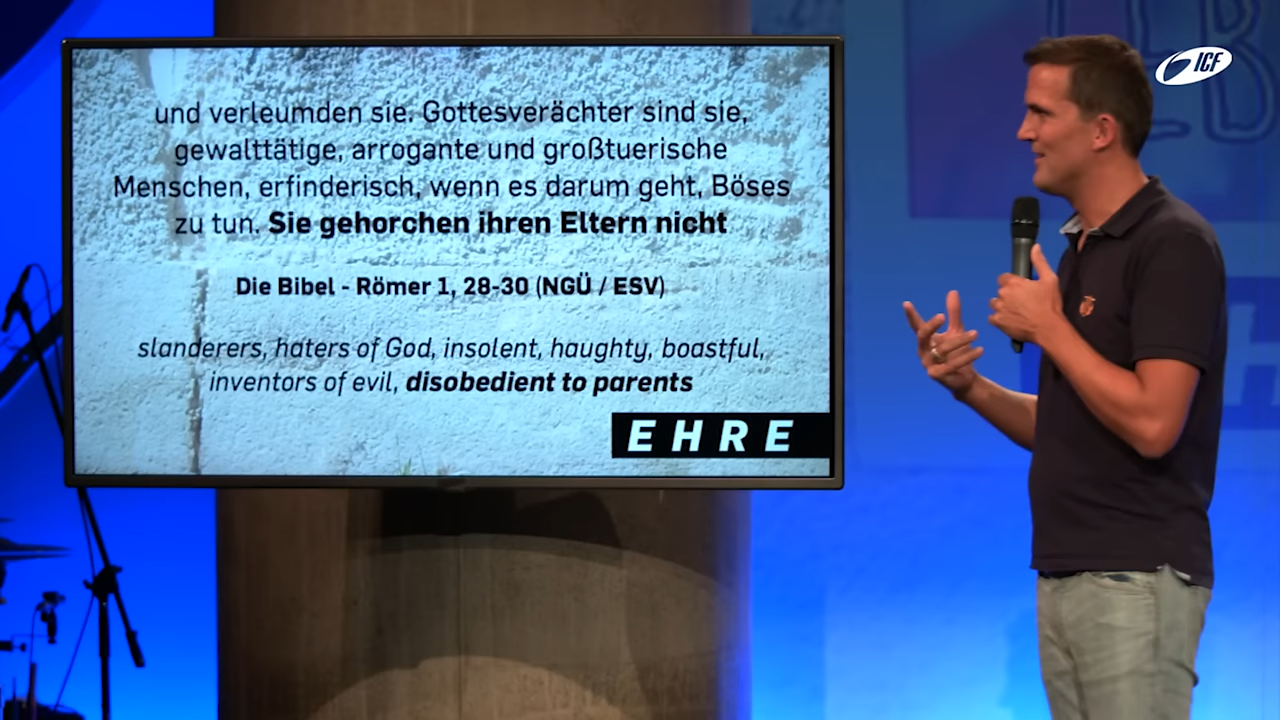 und verleumden sie. Gottesverächter sind sie,
gewalttätige, arrogante und großtuerische
Menschen, erfinderisch, wenn es darum geht, Böses
zu tun. Sie gehorchen ihren Eltern nicht
Die Bibel - Römer 1, 28-30 (NGÜ / ESV)
slanderers, haters of God, insolent, haughty, boastful,
inventors of evil, disobedient to parents
EHRE
ICF